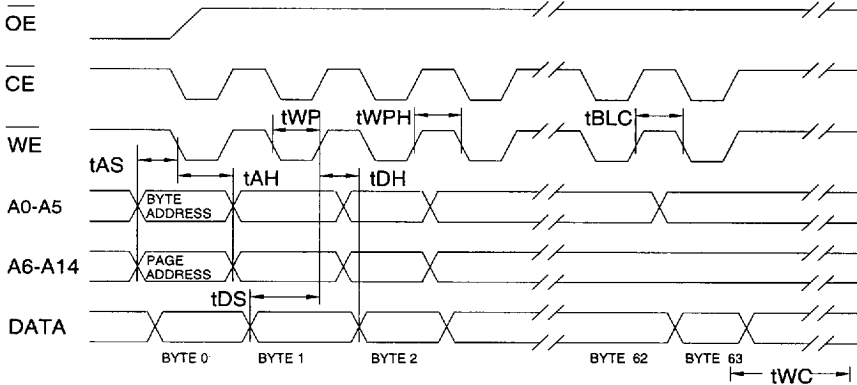 OE
CE
tWP tWPH tBLC
WE
tAS tAH tDH
A0-A5 BYTE ADDRESS
A6-A14 PAGE ADDRESS
tDS
DATA
BYTE 0 BYTE 1 BYTE 2 BYTE 62 BYTE 63
tWC